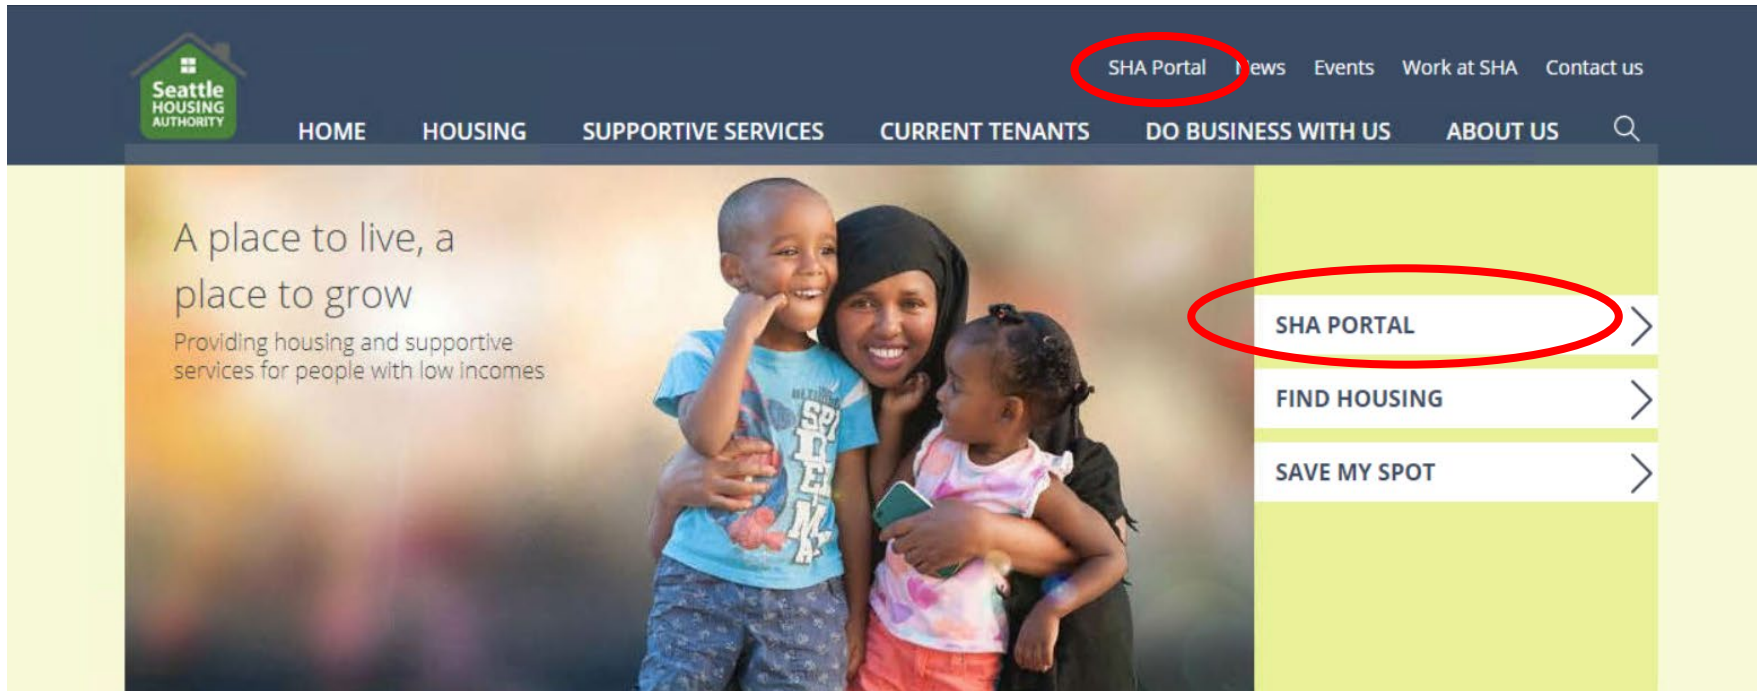 Seattle
HOUSING
AUTHORITY
SHA Portal News Events Work at SHA Contact us
HOME HOUSING SUPPORTIVE SERVICES CURRENT TENANTS DO BUSINESS WITH US ABOUT US
A place to live, a
place to grow
Providing housing and supportive
services for people with low incomes
SHA PORTAL
FIND HOUSING
SAVE MY SPOT